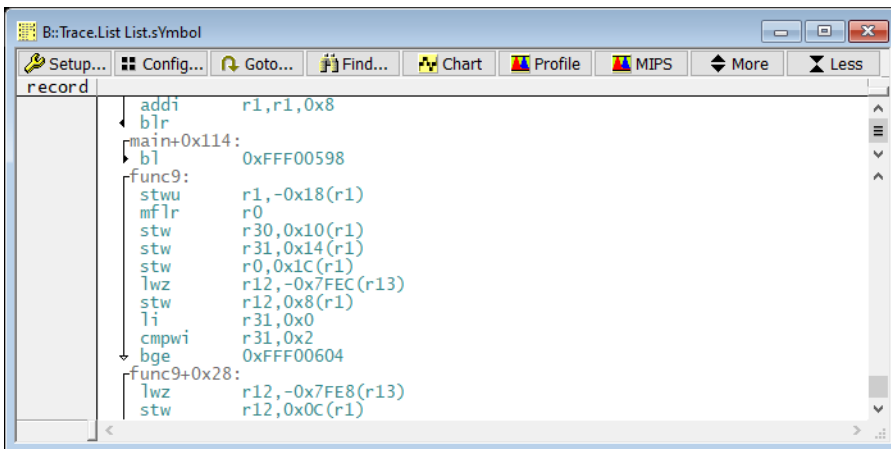 B::Trace.List List.sYmbol
Setup... Config... Goto... Find... Chart Profile MIPS More Less
record
addi r1,r1,0x8
blr
main+0x114:
bl 0xFFF00598
func9:
stwu r1,-0x18(r1)
mflr r0
stw r30,0x10(r1)
stw r31,0x14(r1)
stw r0,0x1C(r1)
lwz r12,-0x7FEC(r13)
stw r12,0x8(r1)
li r31,0x0
cmpwi r31,0x2
bge 0xFFF00604
func9+0x28:
lwz r12,-0x7FE8(r13)
stw r12,0x0C(r1)